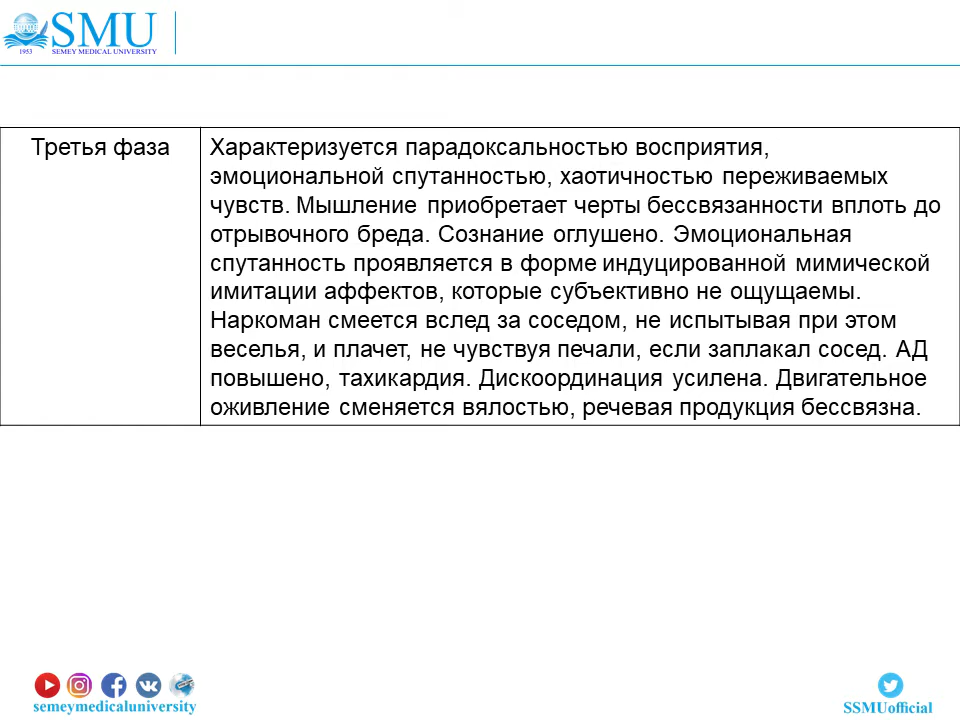 SMU
1953 SEMEY MEDICAL UNIVERSITY
Третья фаза
Характеризуется парадоксальностью восприятия,
эмоциональной спутанностью, хаотичностью переживаемых
чувств. Мышление приобретает черты бессвязанности вплоть до
отрывочного бреда. Сознание оглушено. Эмоциональная
спутанность проявляется в форме индуцированной мимической
имитации аффектов, которые субъективно не ощущаемы.
Наркоман смеется вслед за соседом, не испытывая при этом
веселья, и плачет, не чувствуя печали, если заплакал сосед. АД
повышено, тахикардия. Дискоординация усилена. Двигательное
оживление сменяется вялостью, речевая продукция бессвязна.
semeymedicaluniversity
SSMUofficial